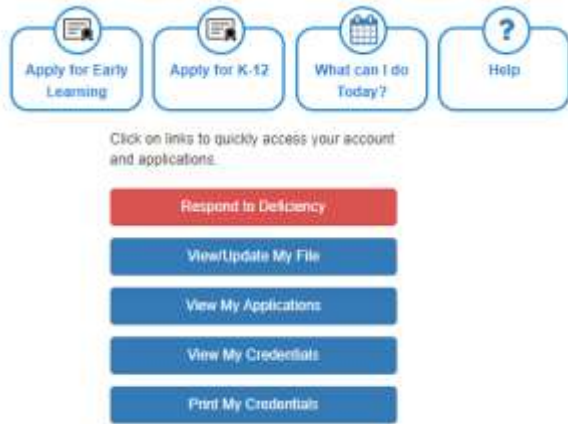 Apply for Early
Learning
Apply for K-12
What can I do
Today?
?
Help
Click on links to quickly access your account
and applications.
Respond to Deficiency
View/Update My File
View My Applications
View My Credentials
Print My Credentials